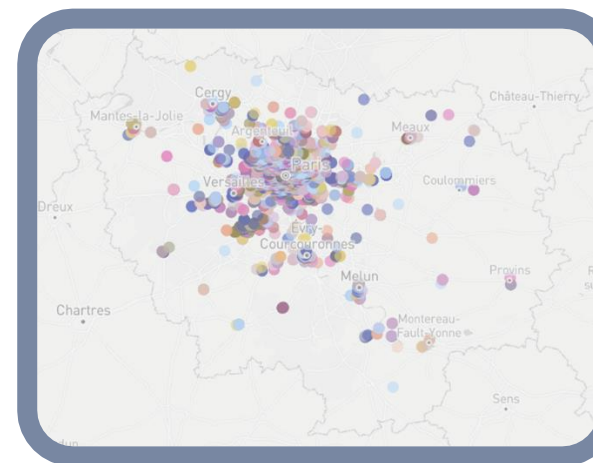 Cergy
Château-Thierry
Mantes-la-Jolie
Argenteuil
Meaux
Paris
Versailles
Coulommiers
Dreux
Évry-
Courcouronnes
Melun
Provins
Chartres
Montereau-
Fault-Yonne
Sens